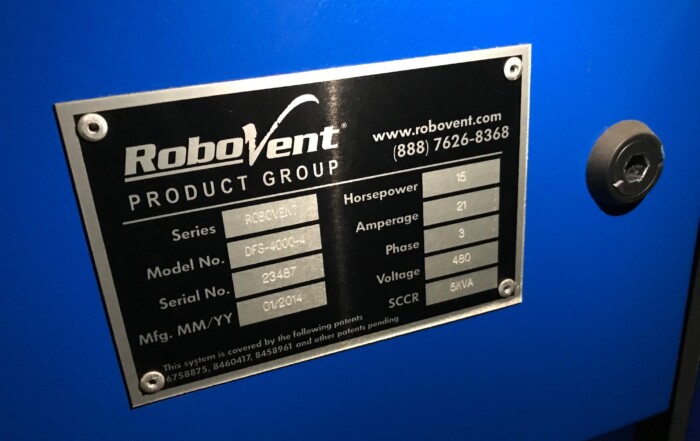 RoboVent®
PRODUCT GROUP
www.robovent.com
(888) 7626-8368
Series ROBOVENT
Model No. DFS-4000-4
Serial No. 23487
Mfg. MM/YY 01/2014
Horsepower 15
Amperage 21
Phase 3
Voltage 480
SCCR 5KVA
This system is covered by the following patents
6758875, 8460417, 8458961 and other patents pending